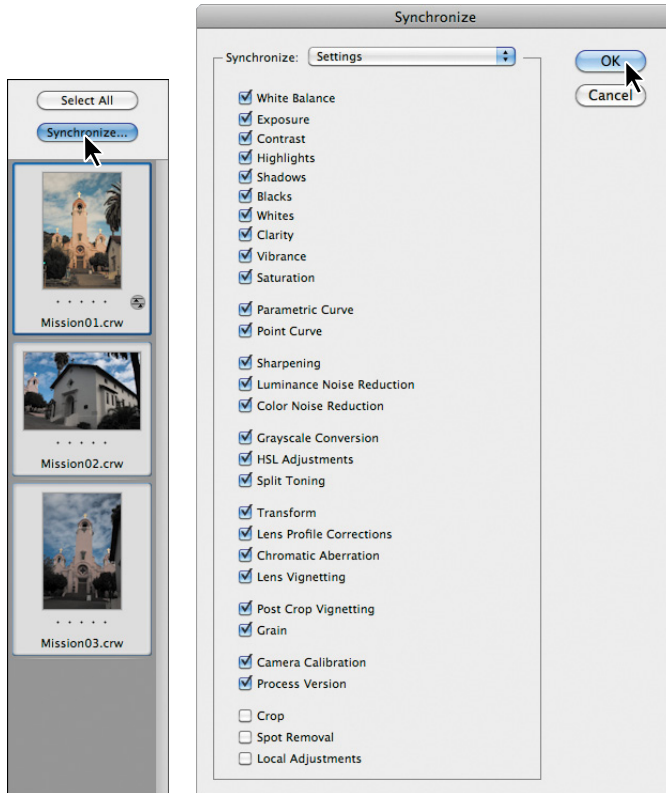 Select All
Synchronize...
Mission01.crw
Mission02.crw
Mission03.crw
Synchronize
Synchronize: Settings
OK
Cancel
White Balance
Exposure
Contrast
Highlights
Shadows
Blacks
Whites
Clarity
Vibrance
Saturation
Parametric Curve
Point Curve
Sharpening
Luminance Noise Reduction
Color Noise Reduction
Grayscale Conversion
HSL Adjustments
Split Toning
Transform
Lens Profile Corrections
Chromatic Aberration
Lens Vignetting
Post Crop Vignetting
Grain
Camera Calibration
Process Version
Crop
Spot Removal
Local Adjustments